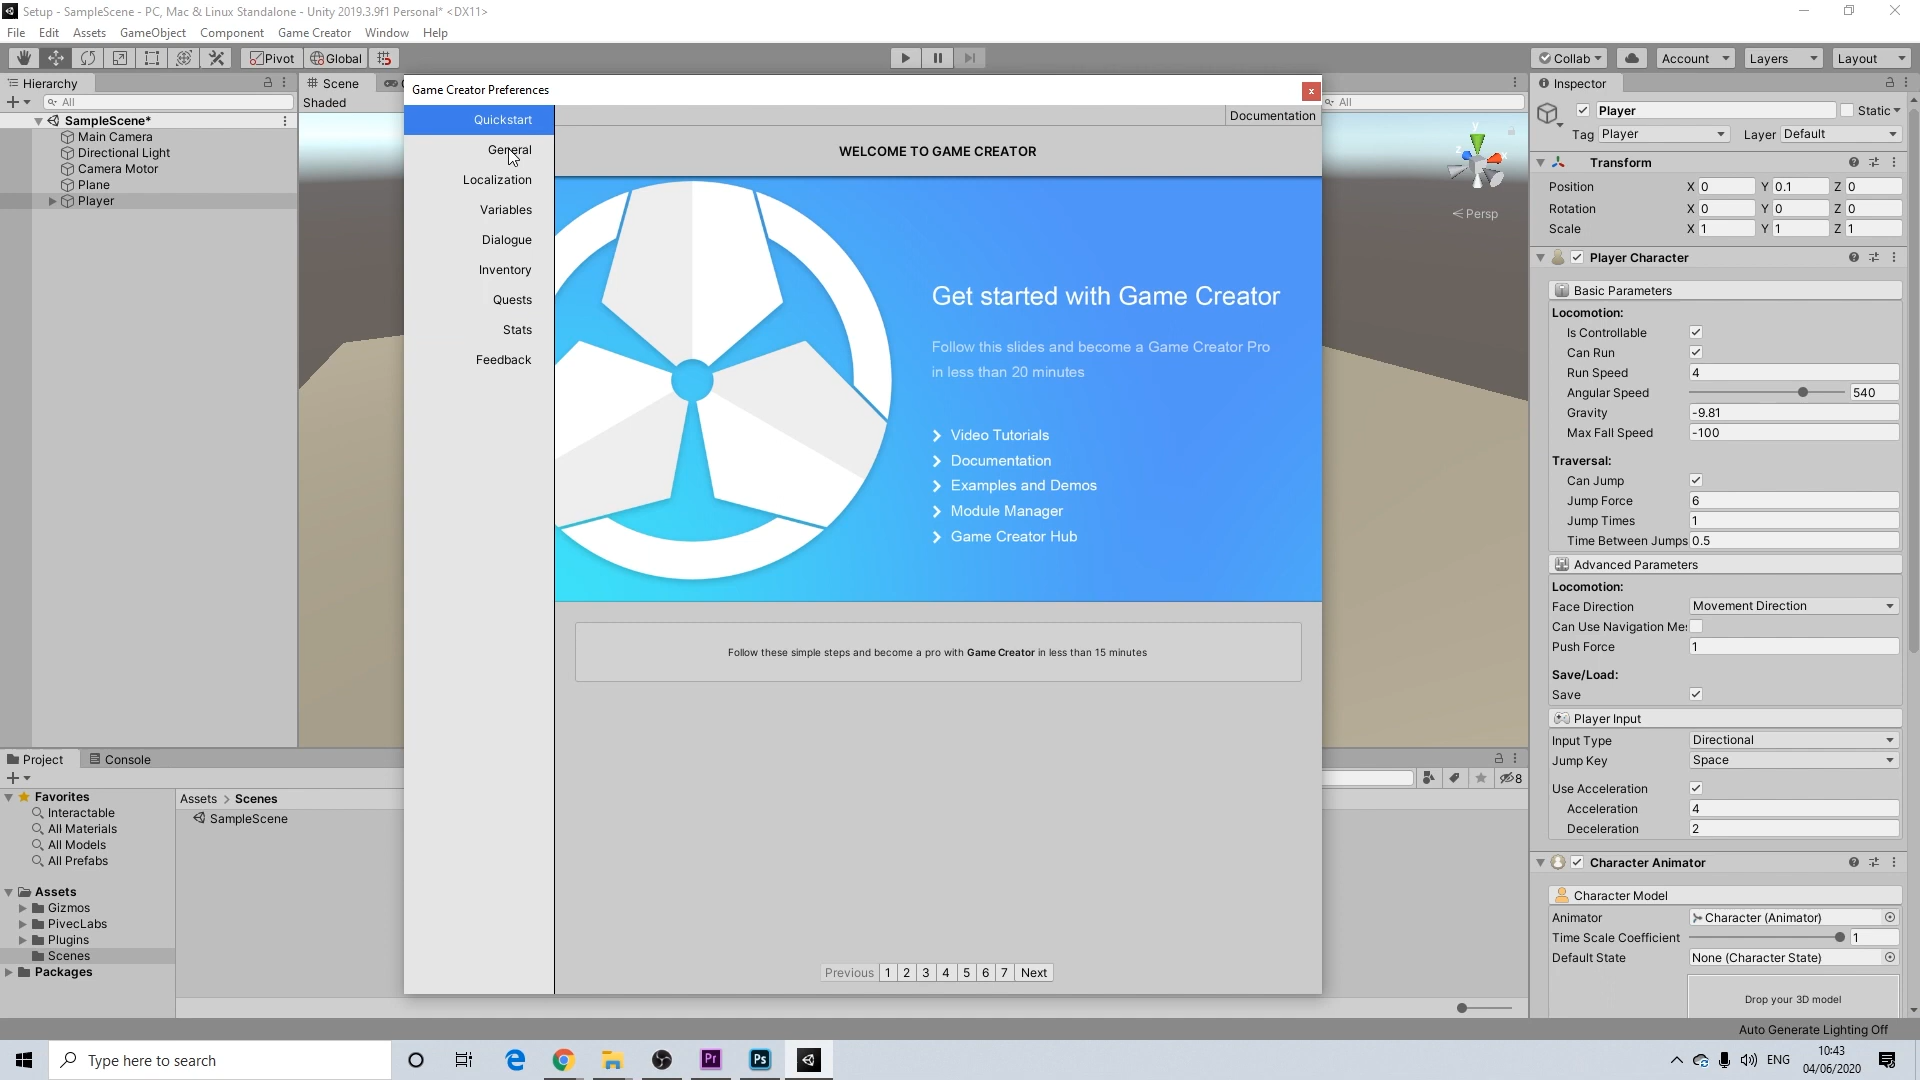 Setup - SampleScene - PC, Mac & Linux Standalone - Unity 2019.3.9f1 Personal* <DX11>
File Edit Assets GameObject Component Game Creator Window Help
Pivot Global Collab Account Layers Layout
Hierarchy
All
SampleScene*
Main Camera
Directional Light
Camera Motor
Plane
Player
Scene
Shaded
All
Persp
Game Creator Preferences
x
Quickstart
General
Localization
Variables
Dialogue
Inventory
Quests
Stats
Feedback
Documentation
WELCOME TO GAME CREATOR
Get started with Game Creator
Follow this slides and become a Game Creator Pro
in less than 20 minutes
Video Tutorials
Documentation
Examples and Demos
Module Manager
Game Creator Hub
Follow these simple steps and become a pro with Game Creator in less than 15 minutes
Previous 1 2 3 4 5 6 7 Next
Inspector
Player Static
Tag Player Layer Default
Transform
Position X 0 Y 0.1 Z 0
Rotation X 0 Y 0 Z 0
Scale X 1 Y 1 Z 1
Player Character
Basic Parameters
Locomotion:
Is Controllable
Can Run
Run Speed 4
Angular Speed 540
Gravity -9.81
Max Fall Speed -100
Traversal:
Can Jump
Jump Force 6
Jump Times 1
Time Between Jumps 0.5
Advanced Parameters
Locomotion:
Face Direction Movement Direction
Can Use Navigation Me
Push Force 1
Save/Load:
Save
Player Input
Input Type Directional
Jump Key Space
Use Acceleration
Acceleration 4
Deceleration 2
Character Animator
Character Model
Animator Character (Animator)
Time Scale Coefficient 1
Default State None (Character State)
Drop your 3D model
Project Console
8
Favorites
Interactable
All Materials
All Models
All Prefabs
Assets
Gizmos
PivecLabs
Plugins
Scenes
Packages
Assets > Scenes
SampleScene
Auto Generate Lighting Off
Type here to search
Pr
Ps
ENG
10:43
04/06/2020